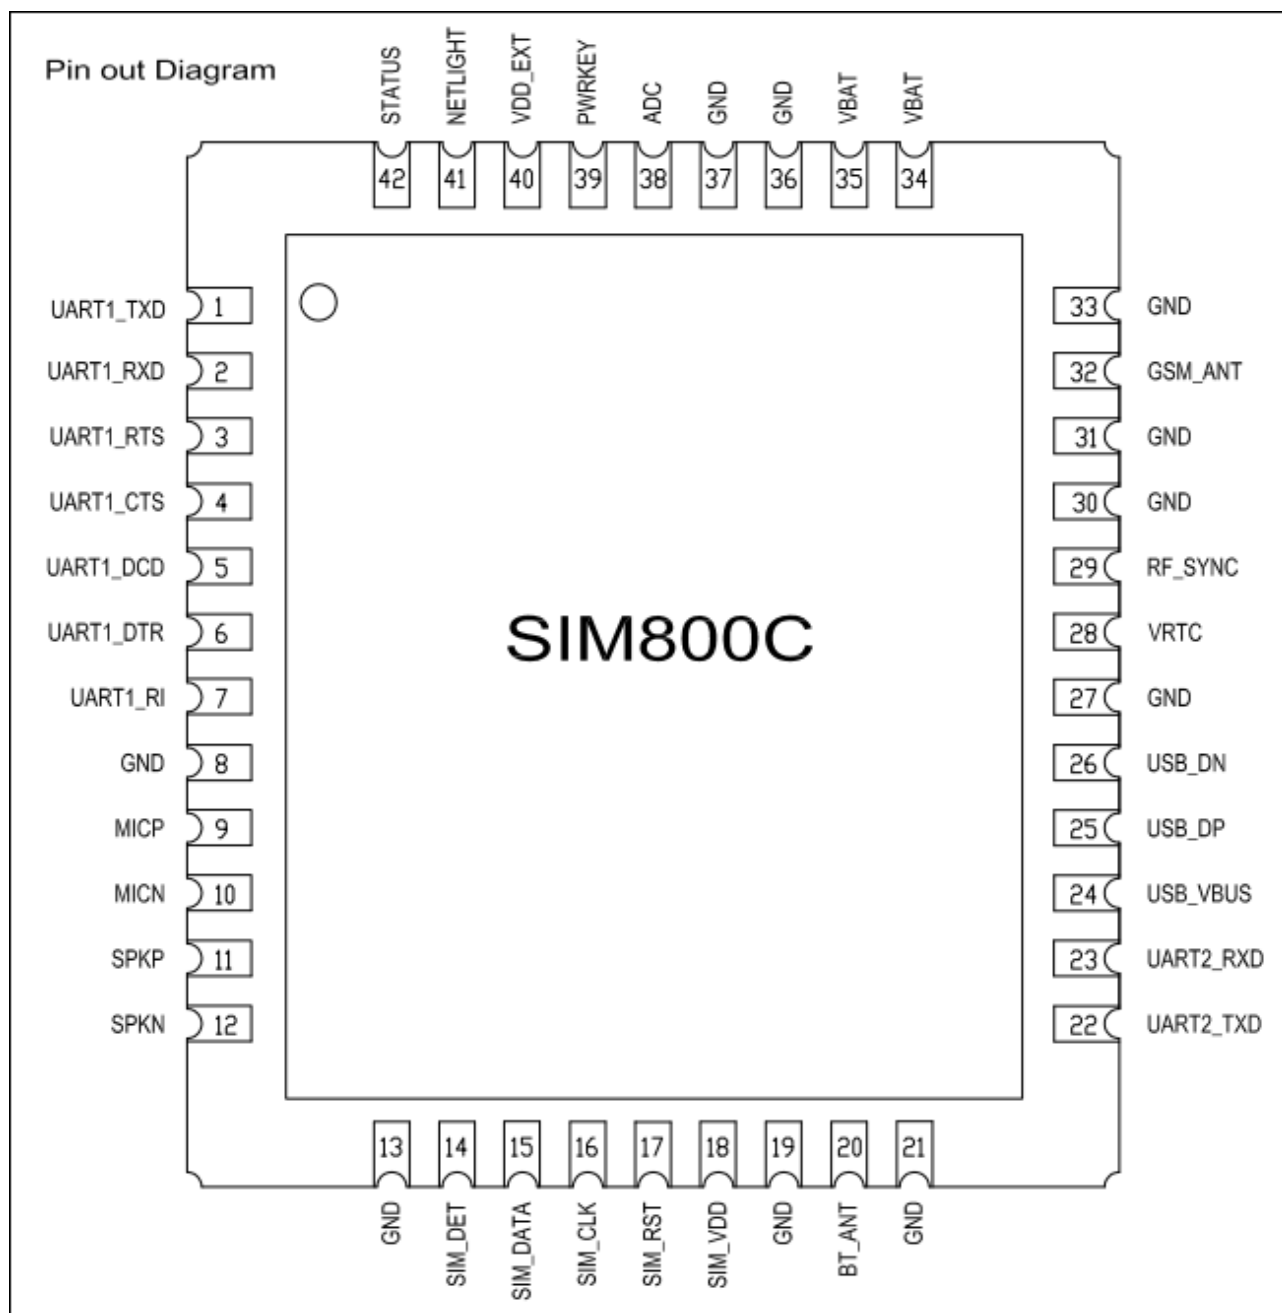 Pin out Diagram
STATUS
NETLIGHT
VDD_EXT
PWRKEY
ADC
GND
GND
VBAT
VBAT
42 41 40 39 38 37 36 35 34
UART1_TXD 1
UART1_RXD 2
UART1_RTS 3
UART1_CTS 4
UART1_DCD 5
UART1_DTR 6
UART1_RI 7
GND 8
MICP 9
MICN 10
SPKP 11
SPKN 12
SIM800C
33 GND
32 GSM_ANT
31 GND
30 GND
29 RF_SYNC
28 VRTC
27 GND
26 USB_DN
25 USB_DP
24 USB_VBUS
23 UART2_RXD
22 UART2_TXD
13 14 15 16 17 18 19 20 21
GND
SIM_DET
SIM_DATA
SIM_CLK
SIM_RST
SIM_VDD
GND
BT_ANT
GND